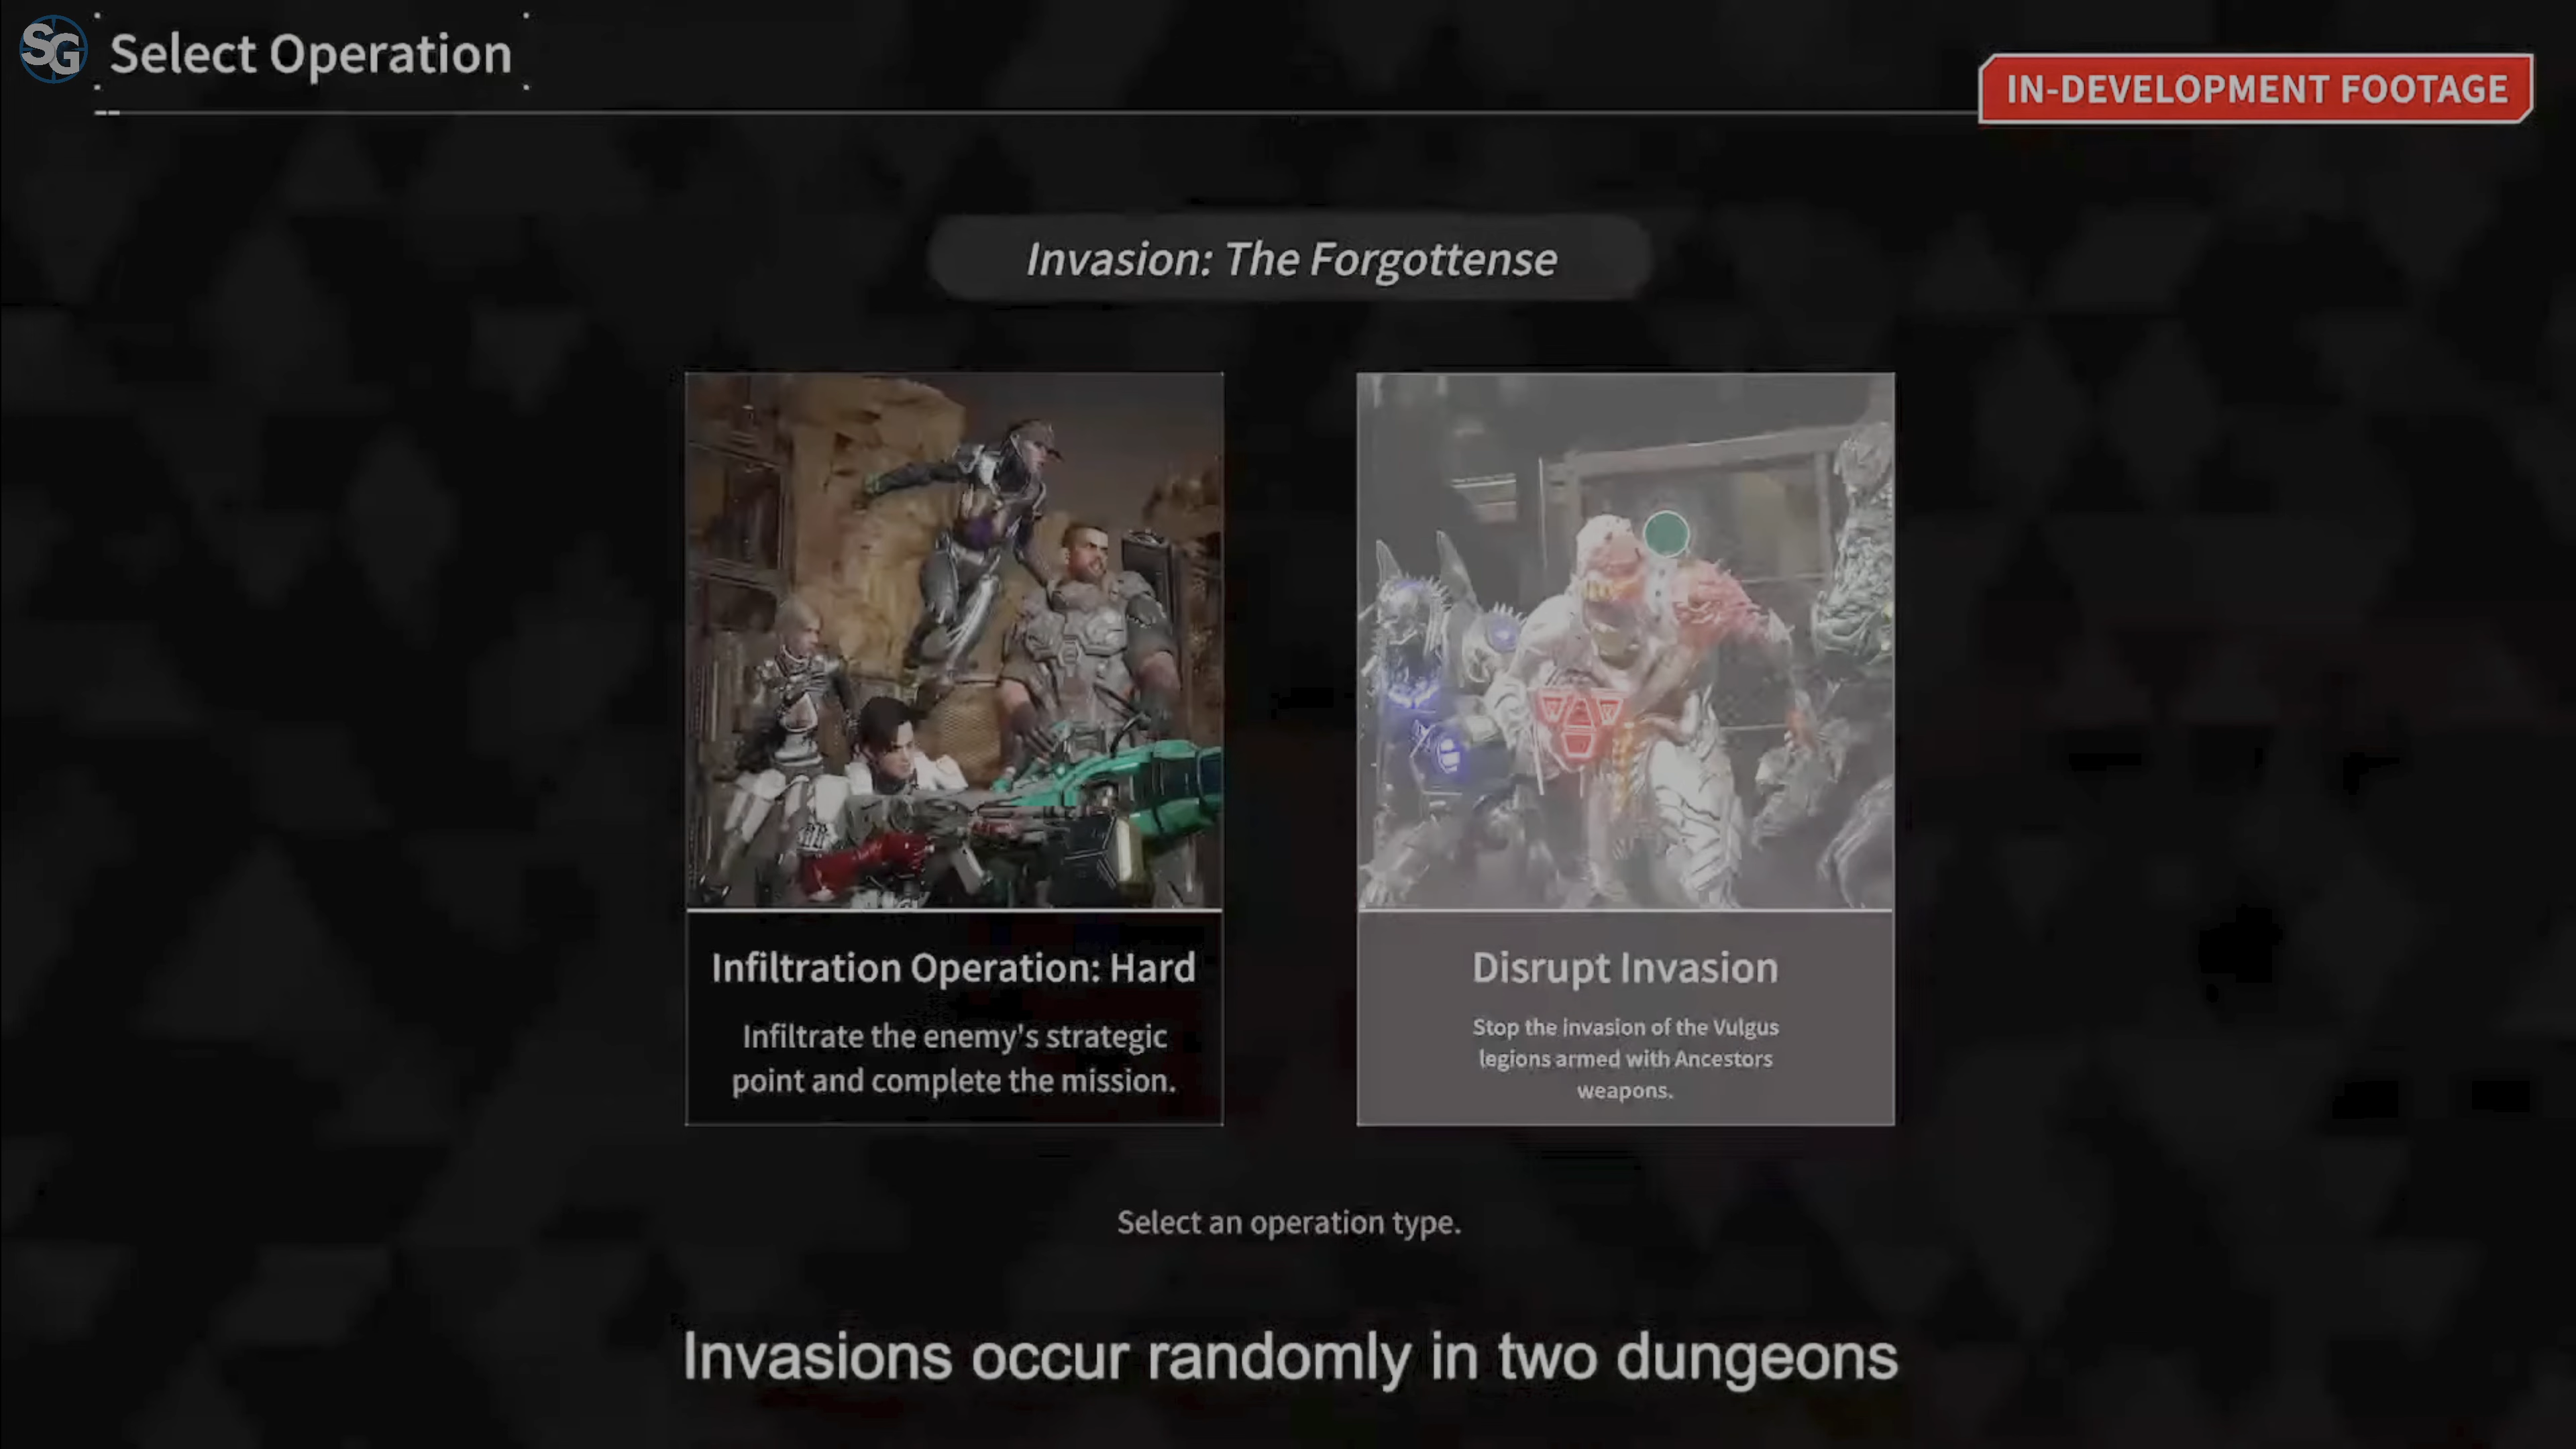 SG
Select Operation
IN-DEVELOPMENT FOOTAGE
Invasion: The Forgottense
Infiltration Operation: Hard
Infiltrate the enemy's strategic
point and complete the mission.
Disrupt Invasion
Stop the invasion of the Vulgus
legions armed with Ancestors
weapons.
Select an operation type.
Invasions occur randomly in two dungeons